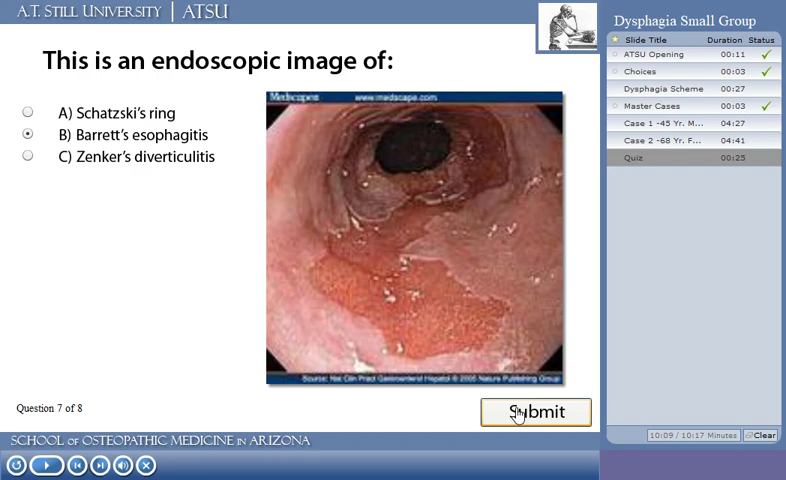 A.T. STILL UNIVERSITY | ATSU
This is an endoscopic image of:
A) Schatzski's ring
B) Barrett's esophagitis
C) Zenker's diverticulitis
Medscape® www.medscape.com
Source: Nat Clin Pract Gastroenterol Hepatol © 2005 Nature Publishing Group
Question 7 of 8
Submit
SCHOOL OF OSTEOPATHIC MEDICINE IN ARIZONA
Dysphagia Small Group
Slide Title Duration Status
ATSU Opening 00:11
Choices 00:03
Dysphagia Scheme 00:27
Master Cases 00:03
Case 1 -45 Yr. M... 04:27
Case 2 -68 Yr. F... 04:41
Quiz 00:25
10:09 / 10:17 Minutes Clear